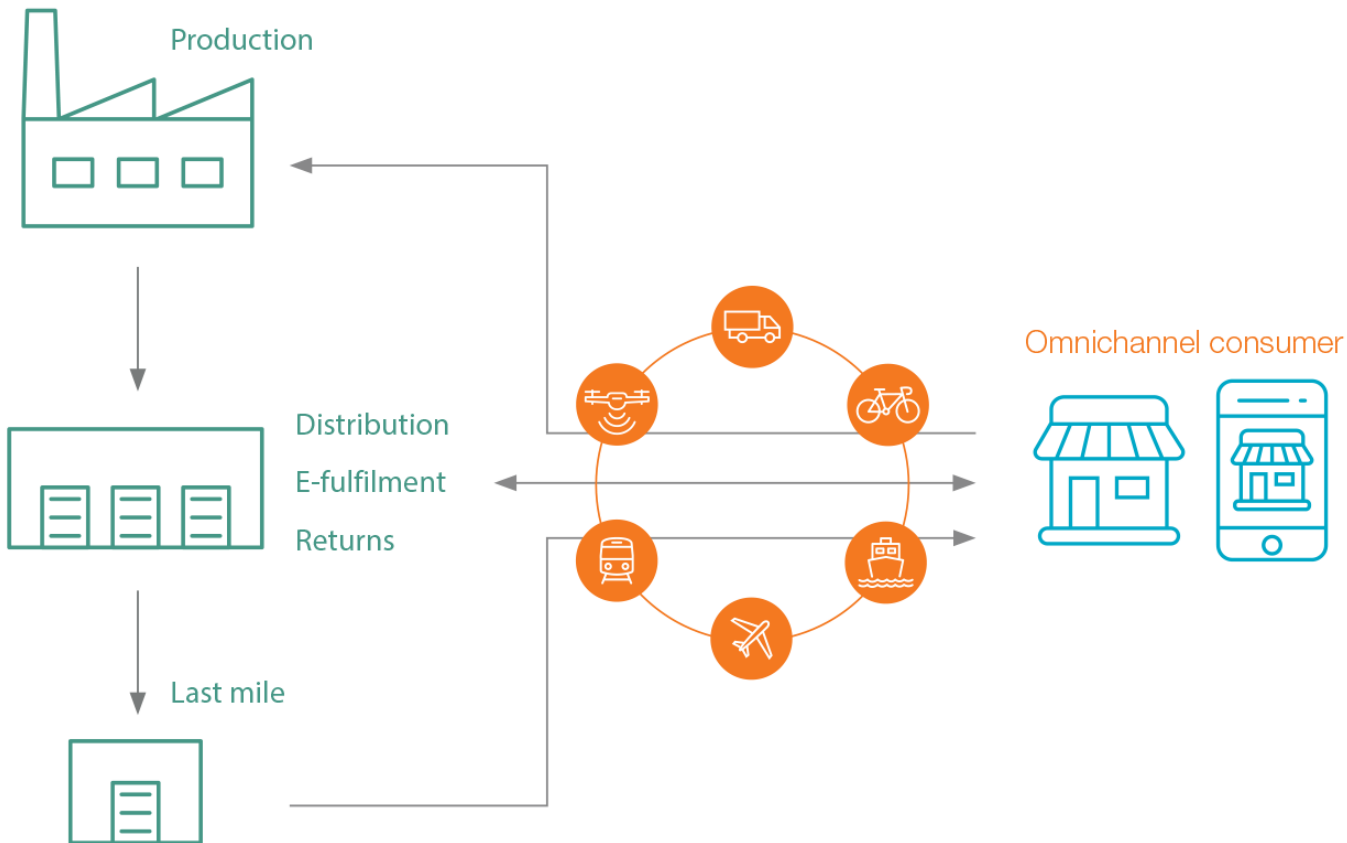 Production
Omnichannel consumer
Distribution
E-fulfilment
Returns
Last mile